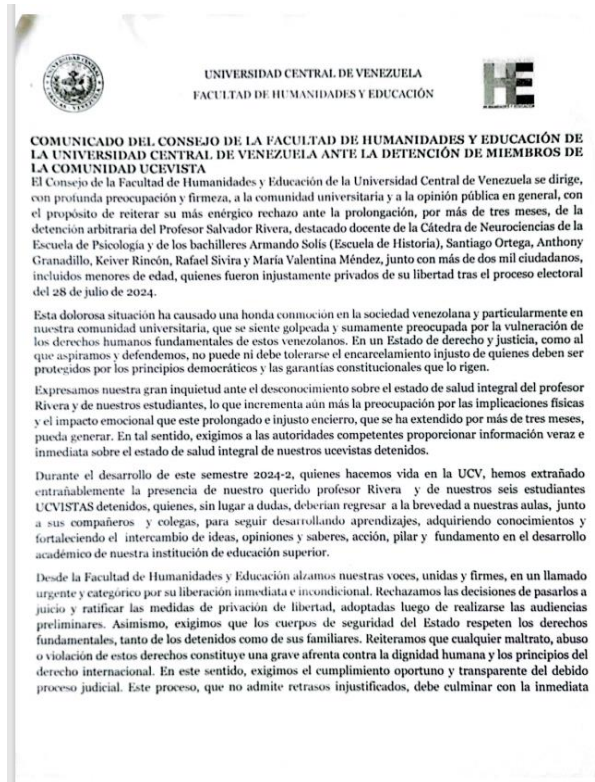 UNIVERSIDAD CENTRAL DE VENEZUELA
FACULTAD DE HUMANIDADES Y EDUCACIÓN
HE
COMUNICADO DEL CONSEJO DE LA FACULTAD DE HUMANIDADES Y EDUCACIÓN DE
LA UNIVERSIDAD CENTRAL DE VENEZUELA ANTE LA DETENCIÓN DE MIEMBROS DE
LA COMUNIDAD UCEVISTA
El Consejo de la Facultad de Humanidades y Educación de la Universidad Central de Venezuela se dirige,
con profunda preocupación y firmeza, a la comunidad universitaria y a la opinión pública en general, con
el propósito de reiterar su más enérgico rechazo ante la prolongación, por más de tres meses, de la
detención arbitraria del Profesor Salvador Rivera, destacado docente de la Cátedra de Neurociencias de la
Escuela de Psicología y de los bachilleres Armando Solís (Escuela de Historia), Santiago Ortega, Anthony
Granadillo, Keiver Rincón, Rafael Sivira y María Valentina Méndez, junto con más de dos mil ciudadanos,
incluidos menores de edad, quienes fueron injustamente privados de su libertad tras el proceso electoral
del 28 de julio de 2024.
Esta dolorosa situación ha causado una honda conmoción en la sociedad venezolana y particularmente en
nuestra comunidad universitaria, que se siente golpeada y sumamente preocupada por la vulneración de
los derechos humanos fundamentales de estos venezolanos. En un Estado de derecho y justicia, como al
que aspiramos y defendemos, no puede ni debe tolerarse el encarcelamiento injusto de quienes deben ser
protegidos por los principios democráticos y las garantías constitucionales que lo rigen.
Expresamos nuestra gran inquietud ante el desconocimiento sobre el estado de salud integral del profesor
Rivera y de nuestros estudiantes, lo que incrementa aún más la preocupación por las implicaciones físicas
y el impacto emocional que este prolongado e injusto encierro, que se ha extendido por más de tres meses,
pueda generar. En tal sentido, exigimos a las autoridades competentes proporcionar información veraz e
inmediata sobre el estado de salud integral de nuestros ucevistas detenidos.
Durante el desarrollo de este semestre 2024-2, quienes hacemos vida en la UCV, hemos extrañado
entrañablemente la presencia de nuestro querido profesor Rivera y de nuestros seis estudiantes
UCVISTAS detenidos, quienes, sin lugar a dudas, deberían regresar a la brevedad a nuestras aulas, junto
a sus compañeros y colegas, para seguir desarrollando aprendizajes, adquiriendo conocimientos y
fortaleciendo el intercambio de ideas, opiniones y saberes, acción, pilar y fundamento en el desarrollo
académico de nuestra institución de educación superior.
Desde la Facultad de Humanidades y Educación alzamos nuestras voces, unidas y firmes, en un llamado
urgente y categórico por su liberación inmediata e incondicional. Rechazamos las decisiones de pasarlos a
juicio y ratificar las medidas de privación de libertad, adoptadas luego de realizarse las audiencias
preliminares. Asimismo, exigimos que los cuerpos de seguridad del Estado respeten los derechos
fundamentales, tanto de los detenidos como de sus familiares. Reiteramos que cualquier maltrato, abuso
o violación de estos derechos constituye una grave afrenta contra la dignidad humana y los principios del
derecho internacional. En este sentido, exigimos el cumplimiento oportuno y transparente del debido
proceso judicial. Este proceso, que no admite retrasos injustificados, debe culminar con la inmediata